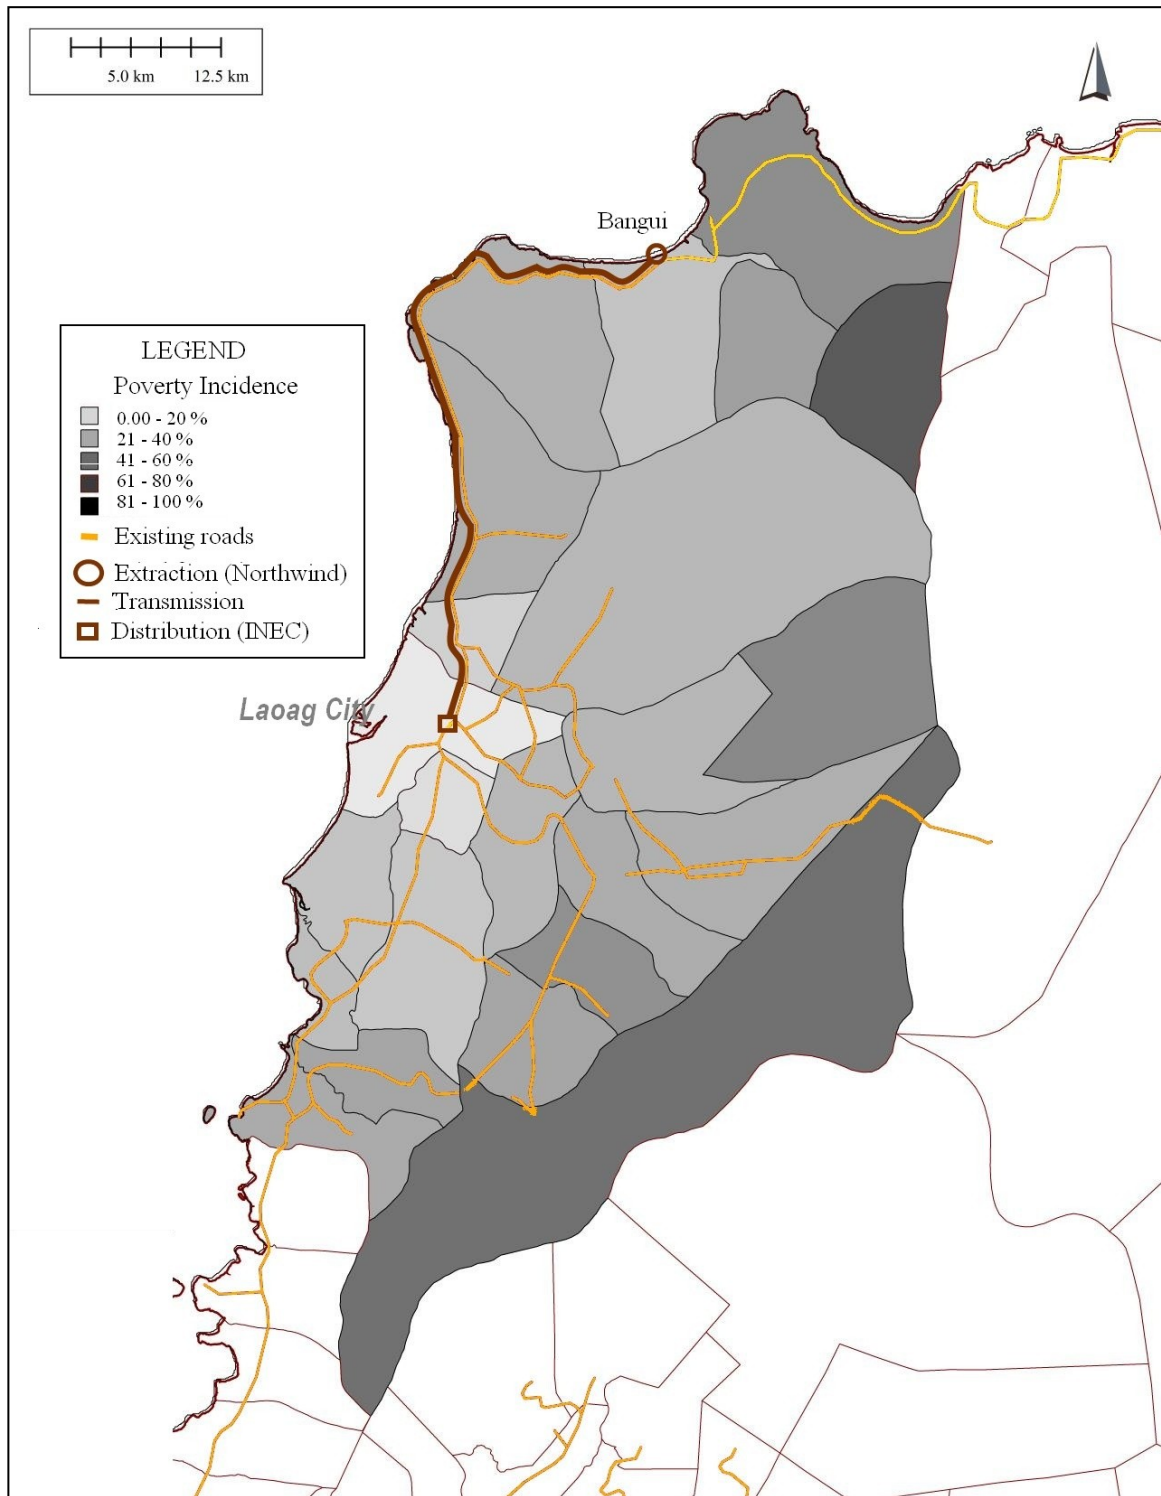 5.0 km 12.5 km
Bangui
LEGEND
Poverty Incidence
0.00 - 20 %
21 - 40 %
41 - 60 %
61 - 80 %
81 - 100 %
Existing roads
Extraction (Northwind)
Transmission
Distribution (INEC)
Laoag City